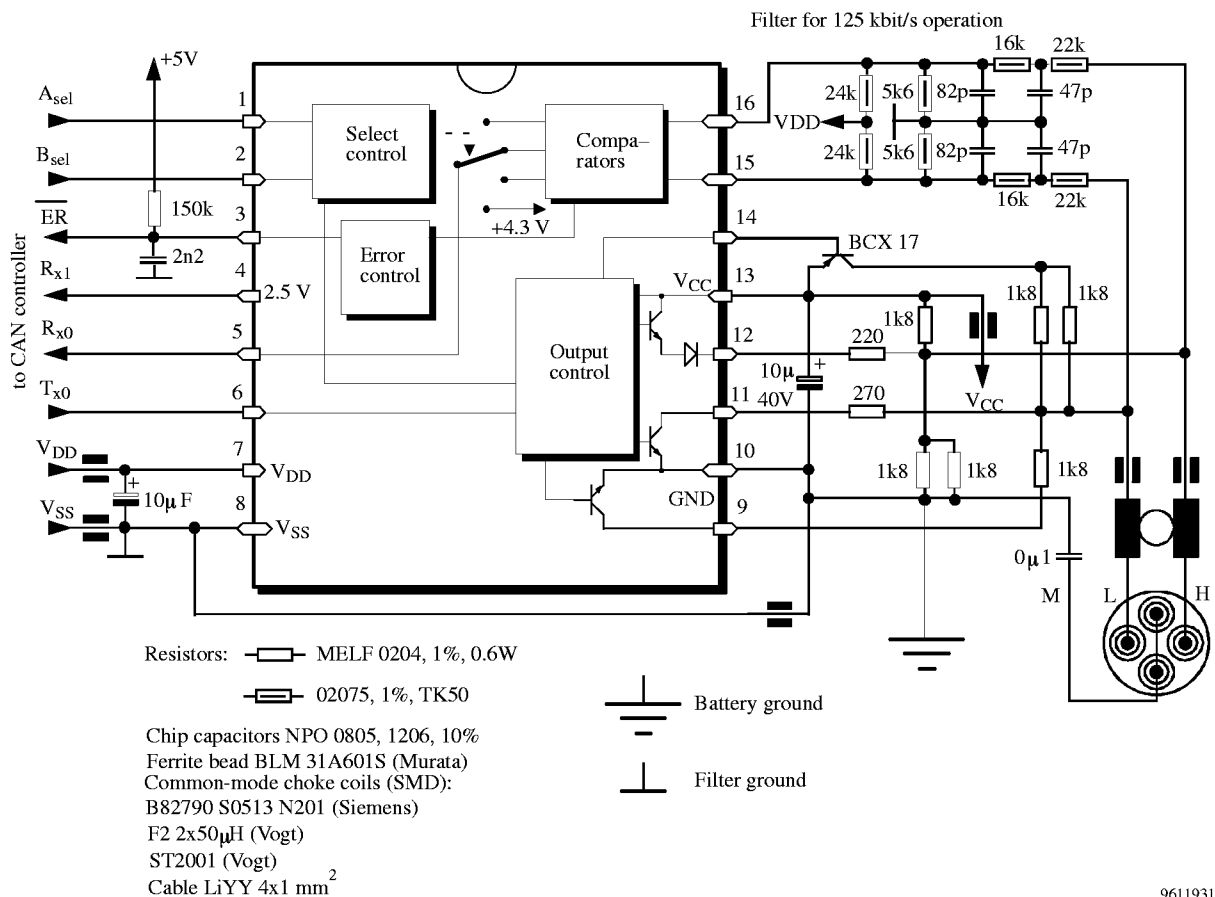 Filter for 125 kbit/s operation
16k
22k
+5V
A_sel
1
16
24k
5k6
82p
47p
Select control
Compa–
rators
VDD
B_sel
2
15
24k
5k6
82p
47p
16k
22k
150k
+4.3 V
ER
3
14
BCX 17
2n2
Error control
R_x1
4
2.5 V
V_CC
13
1k8
1k8
1k8
to CAN controller
R_x0
5
12
220
Output control
10µ
+
40V
V_CC
T_x0
6
11
270
V_DD
7
V_DD
10
1k8
1k8
1k8
+
10µ F
GND
V_SS
8
V_SS
9
0µ1
M
L
H
Resistors:
MELF 0204, 1%, 0.6W
02075, 1%, TK50
Battery ground
Chip capacitors NPO 0805, 1206, 10%
Ferrite bead BLM 31A601S (Murata)
Filter ground
Common-mode choke coils (SMD):
B82790 S0513 N201 (Siemens)
F2 2x50µH (Vogt)
ST2001 (Vogt)
Cable LiYY 4x1 mm²
9611931